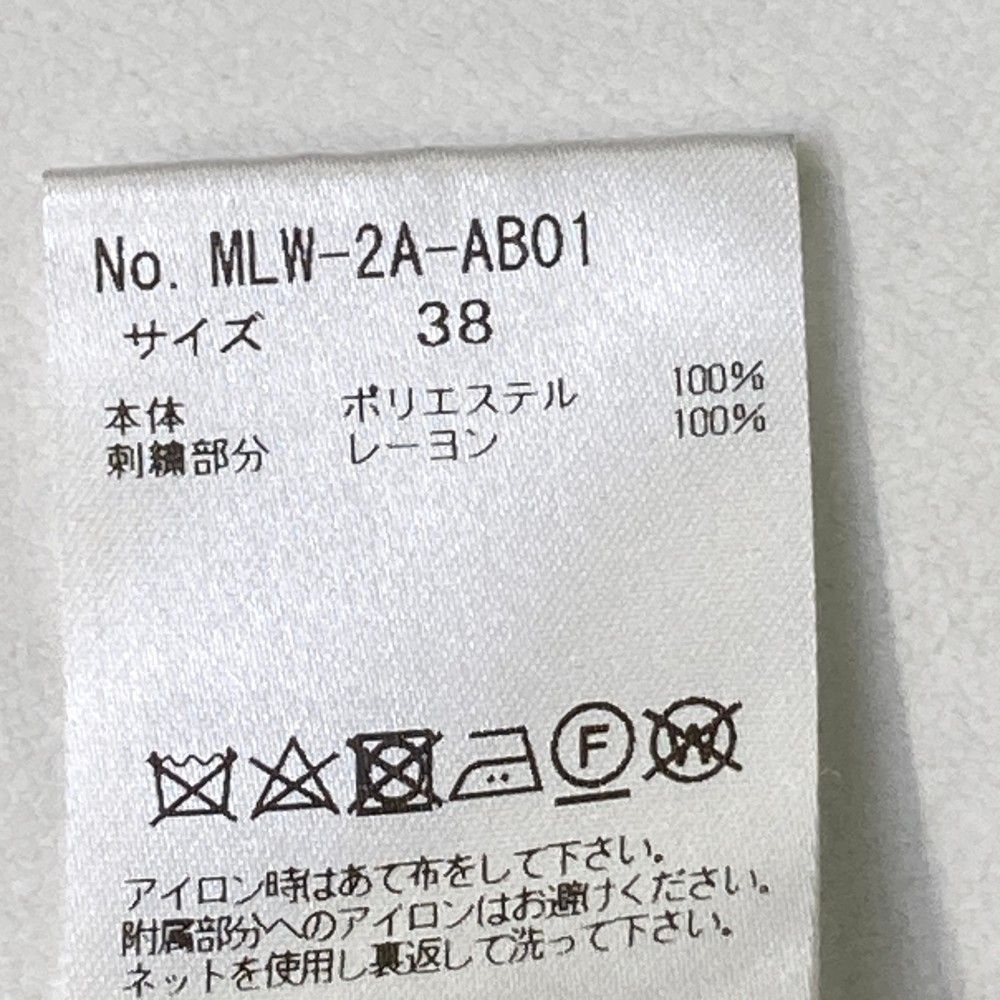 No. MLW-2A-AB01
サイズ 38
本体 ポリエステル 100%
刺繍部分 レーヨン 100%
F W
アイロン時はあて布をして下さい。
附属部分へのアイロンはお避けください。
ネットを使用し裏返して洗って下さい。